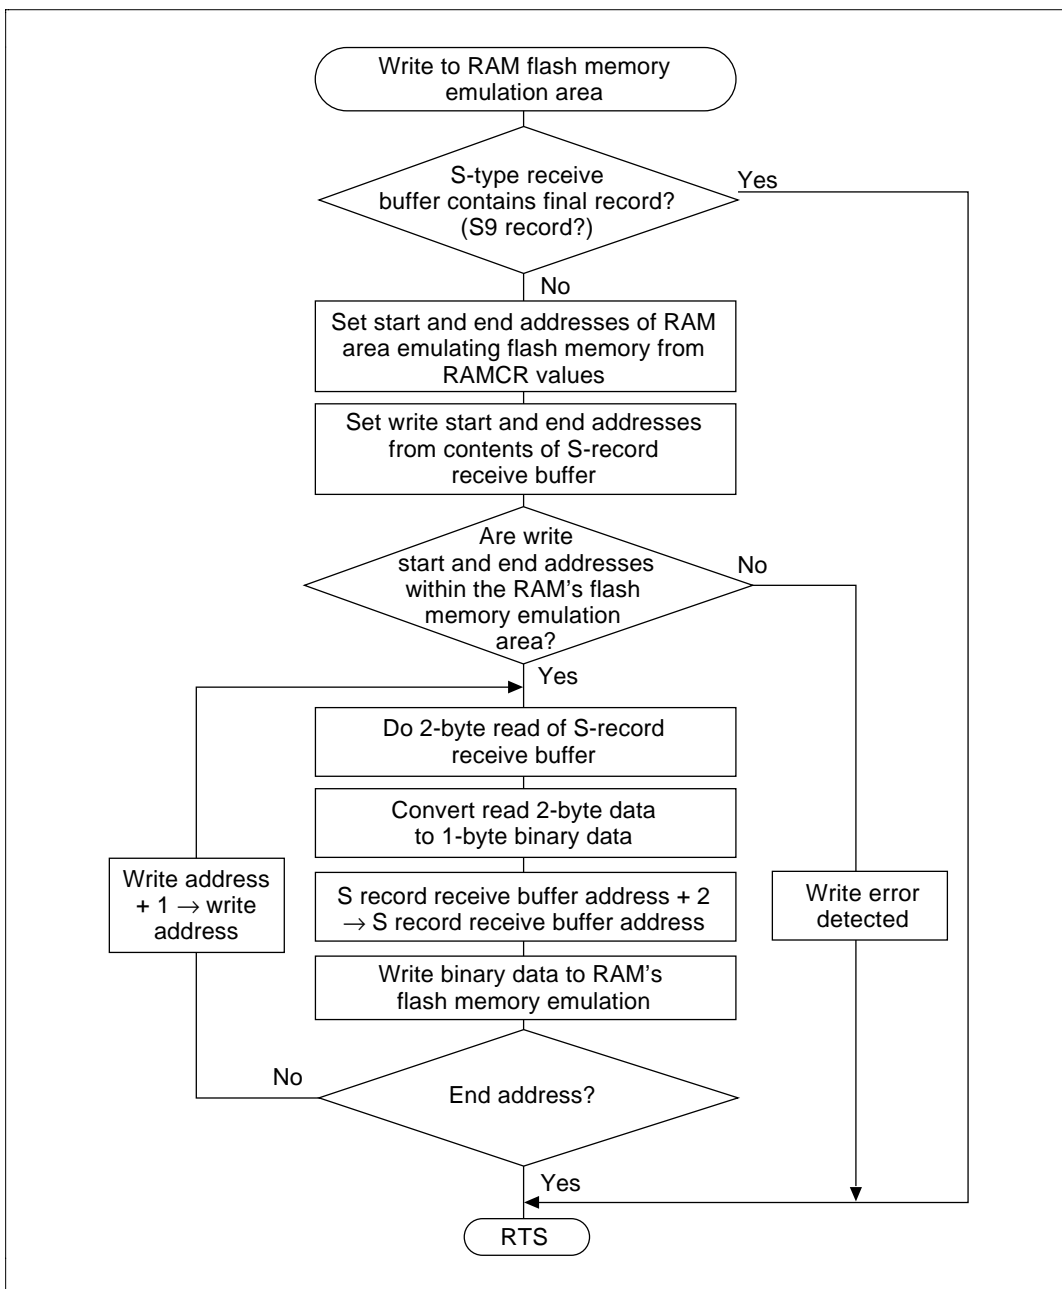 Write to RAM flash memory
emulation area
S-type receive
buffer contains final record?
(S9 record?)
Yes
No
Set start and end addresses of RAM
area emulating flash memory from
RAMCR values
Set write start and end addresses
from contents of S-record
receive buffer
Are write
start and end addresses
within the RAM's flash
memory emulation
area?
No
Yes
Do 2-byte read of S-record
receive buffer
Convert read 2-byte data
to 1-byte binary data
Write address
+ 1 → write
address
S record receive buffer address + 2
→ S record receive buffer address
Write error
detected
Write binary data to RAM's
flash memory emulation
No
End address?
Yes
RTS